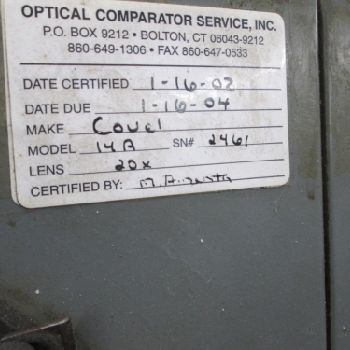 OPTICAL COMPARATOR SERVICE, INC.
P.O. BOX 9212 • BOLTON, CT 06043-9212
860-649-1306 • FAX 860-647-0533
DATE CERTIFIED 1-16-02
DATE DUE 1-16-04
MAKE Covel
MODEL 14A SN# 2461
LENS 20X
CERTIFIED BY: M.